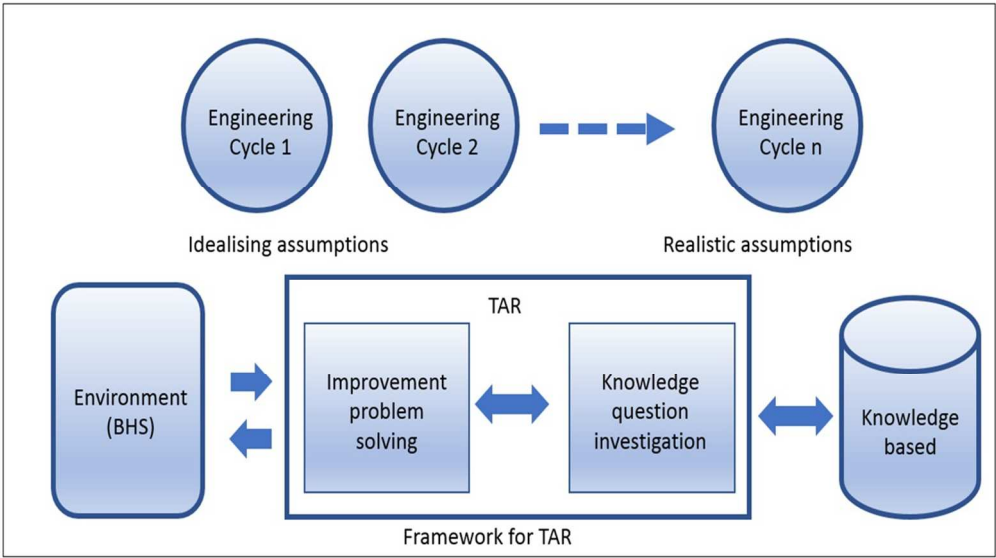 Engineering
Cycle 1
Engineering
Cycle 2
Engineering
Cycle n
Idealising assumptions
Realistic assumptions
TAR
Environment
(BHS)
Improvement
problem
solving
Knowledge
question
investigation
Knowledge
based
Framework for TAR